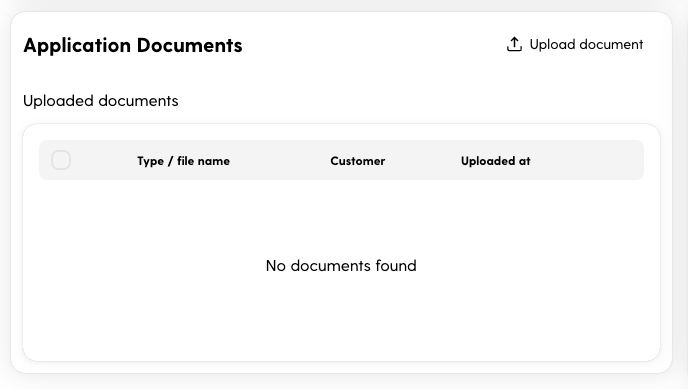 Application Documents
Upload document
Uploaded documents
Type / file name Customer Uploaded at
No documents found